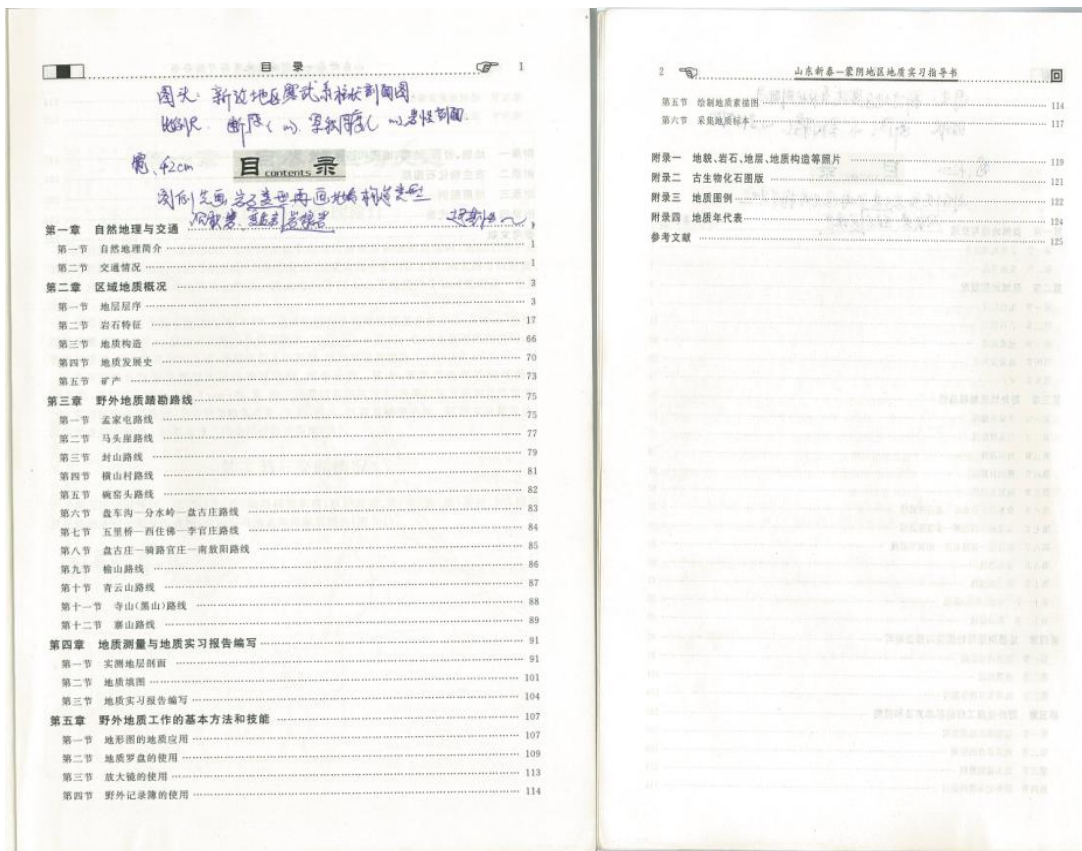 目 录 1
图头: 新汶地区寒武系柱状剖面图
比例尺.
宽. 42cm
目 contents 录
第一章 自然地理与交通 1
第一节 自然地理简介 1
第二节 交通情况 1
第二章 区域地质概况 3
第一节 地层层序 3
第二节 岩石特征 17
第三节 地质构造 66
第四节 地质发展史 70
第五节 矿产 73
第三章 野外地质踏勘路线 75
第一节 孟家屯路线 75
第二节 马头崖路线 77
第三节 封山路线 79
第四节 横山村路线 81
第五节 碗窑头路线 82
第六节 盘车沟—分水岭—盘古庄路线 83
第七节 五里桥—西住佛—李官庄路线 84
第八节 盘古庄—骑路官庄—南放阳路线 85
第九节 榆山路线 86
第十节 青云山路线 87
第十一节 寺山(黑山)路线 88
第十二节 寨山路线 89
第四章 地质测量与地质实习报告编写 91
第一节 实测地层剖面 91
第二节 地质填图 101
第三节 地质实习报告编写 104
第五章 野外地质工作的基本方法和技能 107
第一节 地形图的地质应用 107
第二节 地质罗盘的使用 109
第三节 放大镜的使用 113
第四节 野外记录簿的使用 114
2 山东新泰—蒙阴地区地质实习指导书
第五节 绘制地质素描图 114
第六节 采集地质标本 117
附录一 地貌、岩石、地层、地质构造等照片 119
附录二 古生物化石图版 121
附录三 地质图例 122
附录四 地质年代表 124
参考文献 125